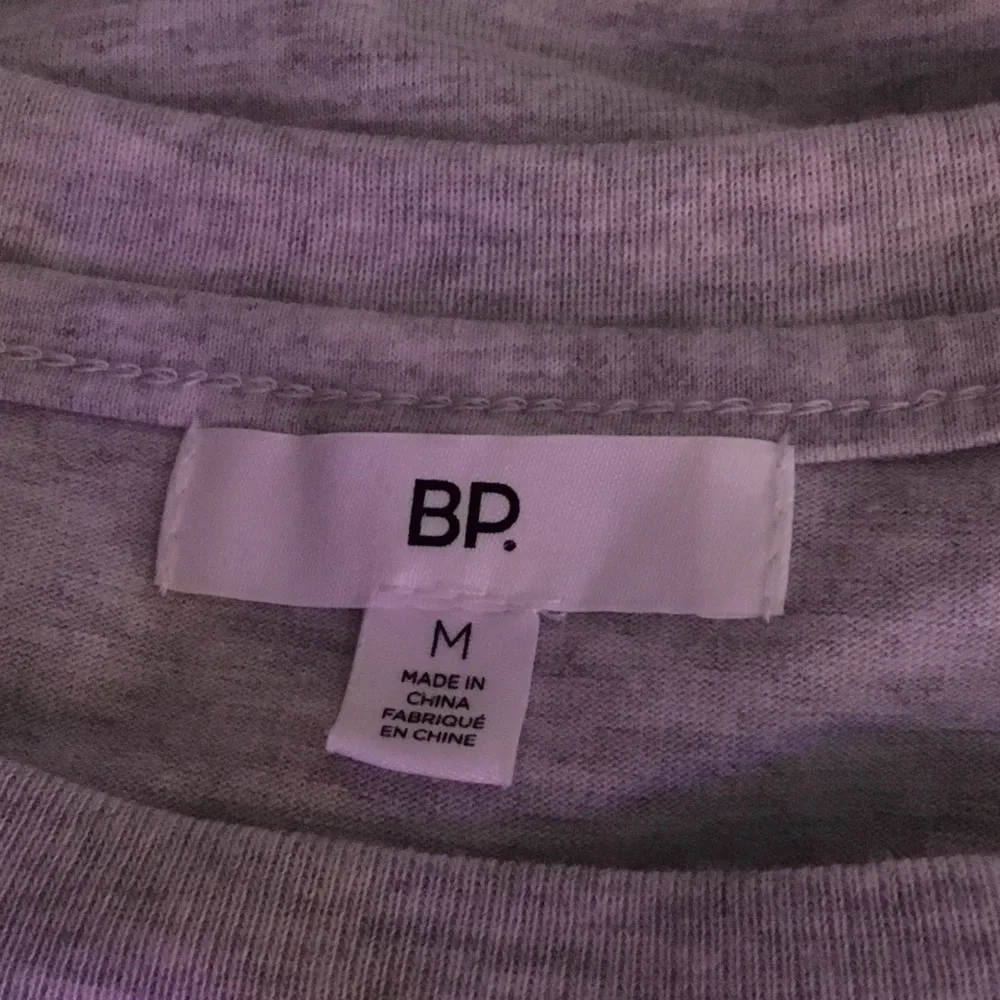 BP.
M
MADE IN
CHINA
FABRIQUÉ
EN CHINE